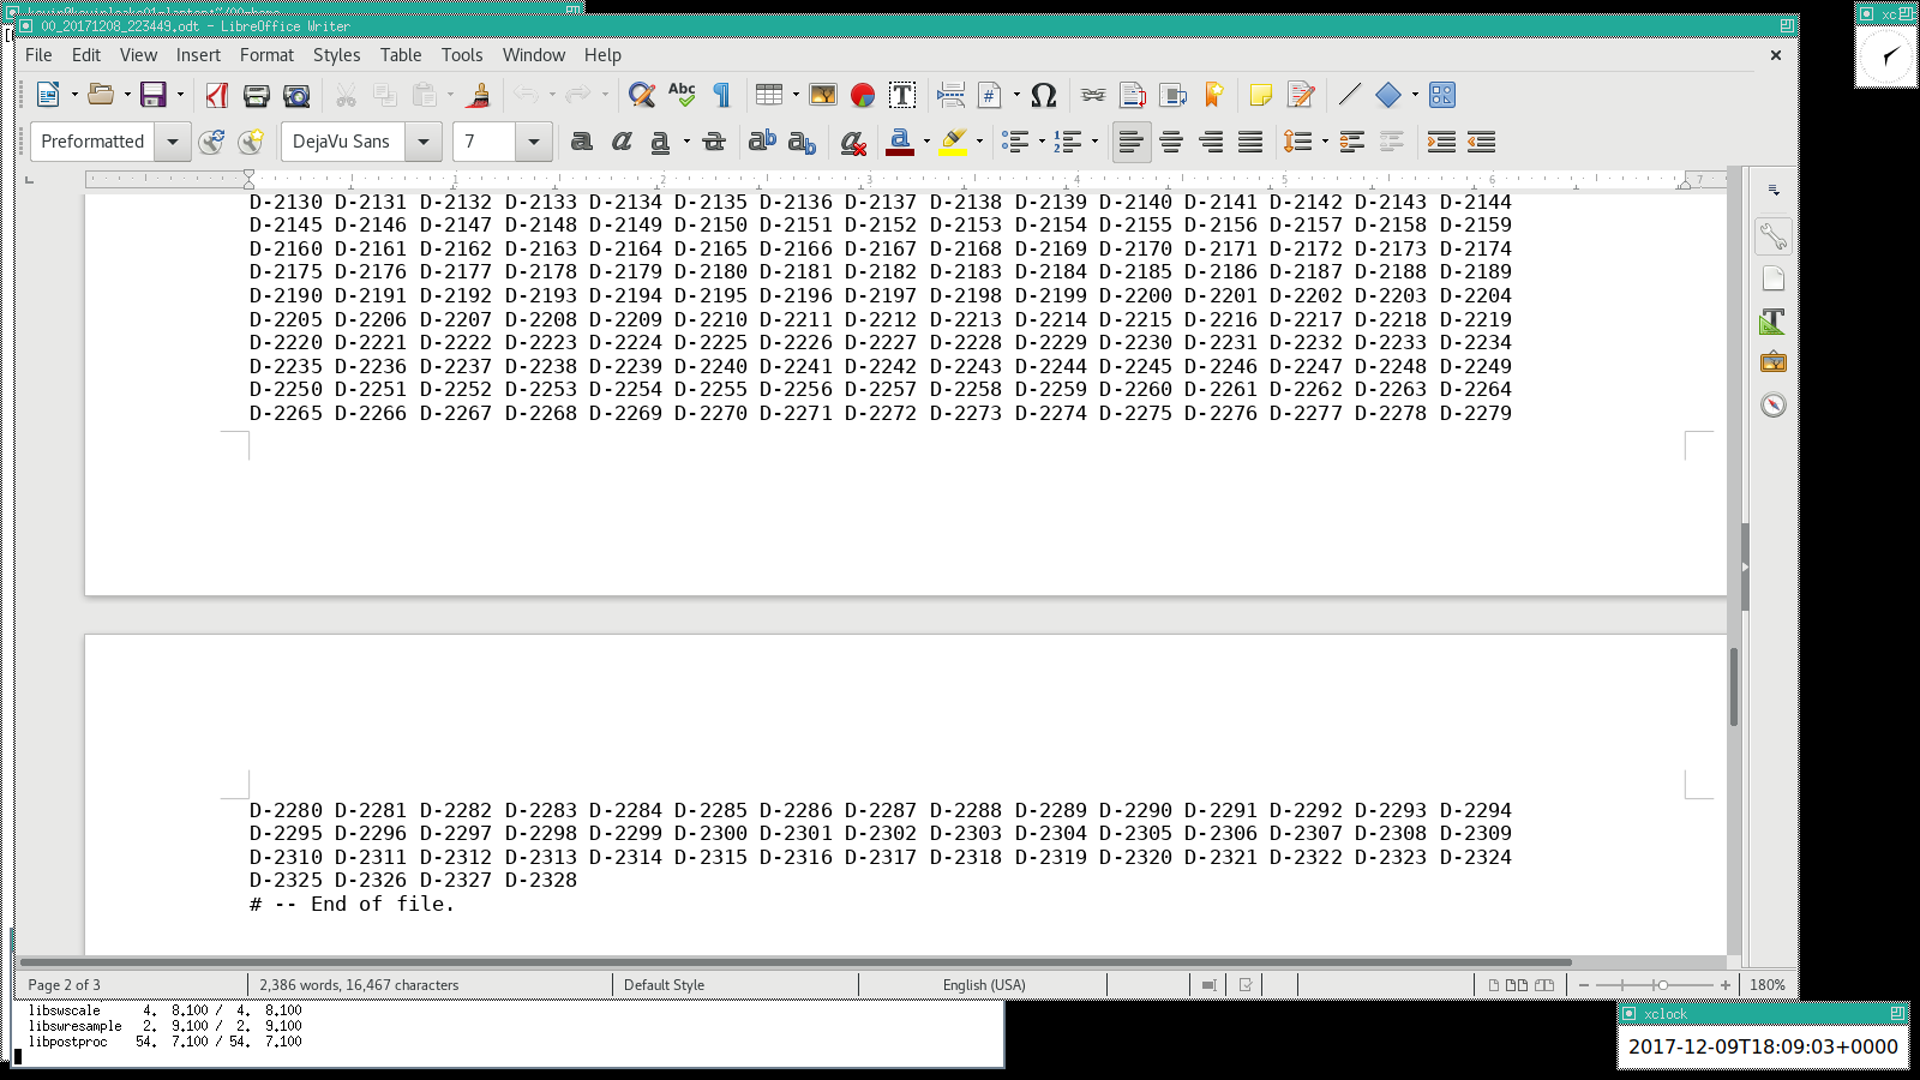 00_20171208_223449.odt - LibreOffice Writer
xc
File Edit View Insert Format Styles Table Tools Window Help
Preformatted DejaVu Sans 7
1 2 3 4 5 6 7
D-2130 D-2131 D-2132 D-2133 D-2134 D-2135 D-2136 D-2137 D-2138 D-2139 D-2140 D-2141 D-2142 D-2143 D-2144
D-2145 D-2146 D-2147 D-2148 D-2149 D-2150 D-2151 D-2152 D-2153 D-2154 D-2155 D-2156 D-2157 D-2158 D-2159
D-2160 D-2161 D-2162 D-2163 D-2164 D-2165 D-2166 D-2167 D-2168 D-2169 D-2170 D-2171 D-2172 D-2173 D-2174
D-2175 D-2176 D-2177 D-2178 D-2179 D-2180 D-2181 D-2182 D-2183 D-2184 D-2185 D-2186 D-2187 D-2188 D-2189
D-2190 D-2191 D-2192 D-2193 D-2194 D-2195 D-2196 D-2197 D-2198 D-2199 D-2200 D-2201 D-2202 D-2203 D-2204
D-2205 D-2206 D-2207 D-2208 D-2209 D-2210 D-2211 D-2212 D-2213 D-2214 D-2215 D-2216 D-2217 D-2218 D-2219
D-2220 D-2221 D-2222 D-2223 D-2224 D-2225 D-2226 D-2227 D-2228 D-2229 D-2230 D-2231 D-2232 D-2233 D-2234
D-2235 D-2236 D-2237 D-2238 D-2239 D-2240 D-2241 D-2242 D-2243 D-2244 D-2245 D-2246 D-2247 D-2248 D-2249
D-2250 D-2251 D-2252 D-2253 D-2254 D-2255 D-2256 D-2257 D-2258 D-2259 D-2260 D-2261 D-2262 D-2263 D-2264
D-2265 D-2266 D-2267 D-2268 D-2269 D-2270 D-2271 D-2272 D-2273 D-2274 D-2275 D-2276 D-2277 D-2278 D-2279
D-2280 D-2281 D-2282 D-2283 D-2284 D-2285 D-2286 D-2287 D-2288 D-2289 D-2290 D-2291 D-2292 D-2293 D-2294
D-2295 D-2296 D-2297 D-2298 D-2299 D-2300 D-2301 D-2302 D-2303 D-2304 D-2305 D-2306 D-2307 D-2308 D-2309
D-2310 D-2311 D-2312 D-2313 D-2314 D-2315 D-2316 D-2317 D-2318 D-2319 D-2320 D-2321 D-2322 D-2323 D-2324
D-2325 D-2326 D-2327 D-2328
# -- End of file.
Page 2 of 3 2,386 words, 16,467 characters Default Style English (USA) 180%
libswscale 4. 8.100 / 4. 8.100
libswresample 2. 9.100 / 2. 9.100
libpostproc 54. 7.100 / 54. 7.100
xclock
2017-12-09T18:09:03+0000